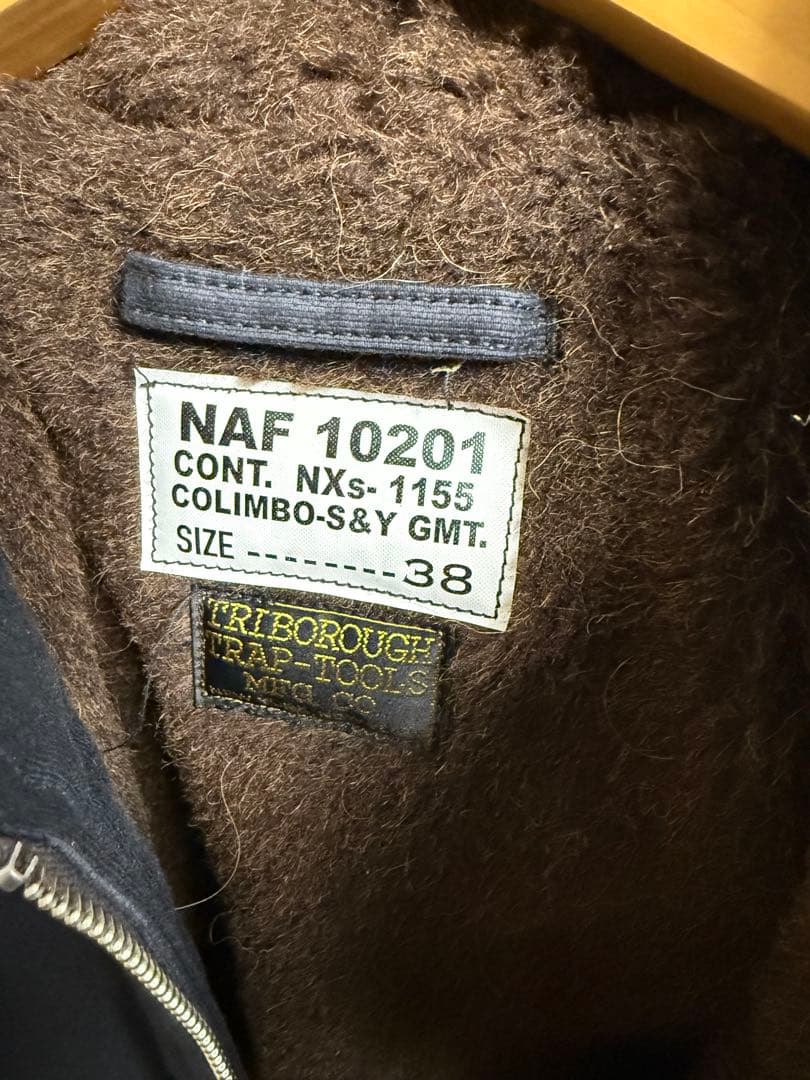 NAF 10201
CONT. NXs- 1155
COLIMBO-S&Y GMT.
SIZE --------38
TRIBOROUGH
TRAP-TOOLS
MFG CO